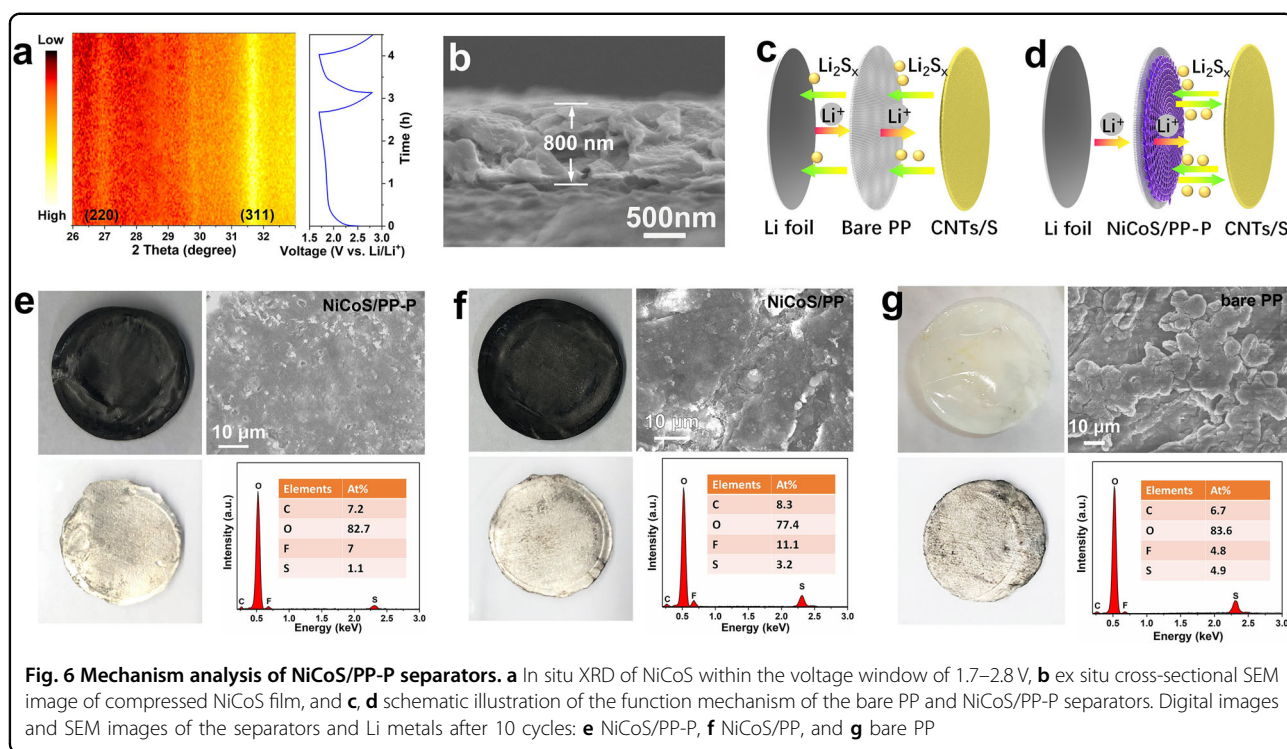 a
Low
High
(220)
(311)
26 27 28 29 30 31 32
2 Theta (degree)
0
1
2
3
4
Time (h)
1.5 2.0 2.5 3.0
Voltage (V vs. Li/Li⁺)
b
800 nm
500nm
c
Li₂Sₓ
Li₂Sₓ
Li⁺
Li⁺
Li foil
Bare PP
CNTs/S
d
Li₂Sₓ
Li⁺
Li⁺
Li foil
NiCoS/PP-P
CNTs/S
e
NiCoS/PP-P
10 μm
Intensity (a.u.)
O
C
F
S
Elements At%
C 7.2
O 82.7
F 7
S 1.1
0.5 1.0 1.5 2.0 2.5 3.0
Energy (keV)
f
NiCoS/PP
10 μm
Intensity (a.u.)
O
C
F
S
Elements At%
C 8.3
O 77.4
F 11.1
S 3.2
0.5 1.0 1.5 2.0 2.5 3.0
Energy (keV)
g
bare PP
10 μm
Intensity (a.u.)
O
C
F
S
Elements At%
C 6.7
O 83.6
F 4.8
S 4.9
0.5 1.0 1.5 2.0 2.5 3.0
Energy (keV)
Fig. 6 Mechanism analysis of NiCoS/PP-P separators. a In situ XRD of NiCoS within the voltage window of 1.7–2.8 V, b ex situ cross-sectional SEM
image of compressed NiCoS film, and c, d schematic illustration of the function mechanism of the bare PP and NiCoS/PP-P separators. Digital images
and SEM images of the separators and Li metals after 10 cycles: e NiCoS/PP-P, f NiCoS/PP, and g bare PP